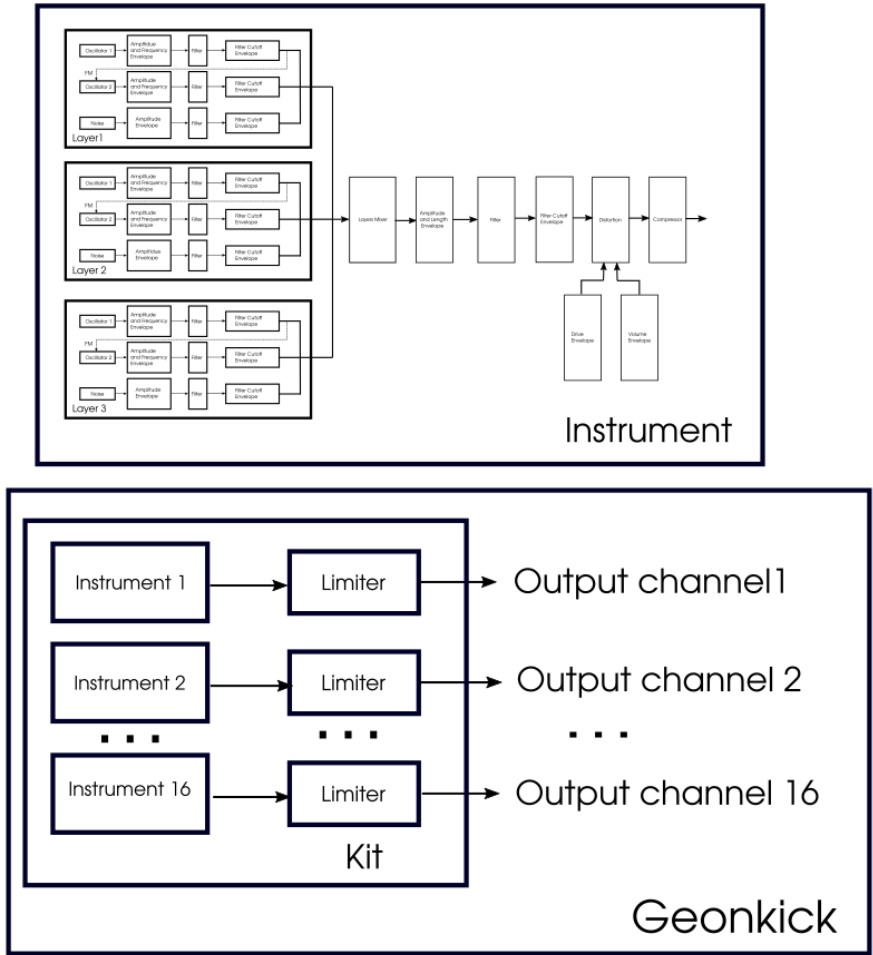 Oscillator 1
Amplfidue
and Frequency
Envelope
Filter
Filter Cutoff
Envelope
FM
Oscillator 2
Amplitude
and Frequency
Envelope
Filter
Filter Cutoff
Envelope
Noise
Amplitude
Envelope
Filter
Filter Cutoff
Envelope
Layer1
Oscillator 1
Amplitude
and Frequency
Envelope
Filter
Filter Cutoff
Envelope
FM
Oscillator 2
Amplitude
and Frequency
Envelope
Filter
Filter Cutoff
Envelope
Noise
Amplfidue
Envelope
Filter
Filter Cutoff
Envelope
Layer 2
Oscillator 1
Amplitude
and Frequency
Envelope
Filter
Filter Cutoff
Envelope
FM
Oscillator 2
Amplitude
and Frequency
Envelope
Filter
Filter Cutoff
Envelope
Noise
Amplitude
Envelope
Filter
Filter Cutoff
Envelope
Layer 3
Layers Mixer
Amplitude
and Length
Envelope
Filter
Filter Cutoff
Envelope
Distortion
Compressor
Drive
Envelope
Volume
Envelope
Instrument
Instrument 1
Limiter
Output channel1
Instrument 2
Limiter
Output channel 2
. . .
. . .
. . .
Instrument 16
Limiter
Output channel 16
Kit
Geonkick